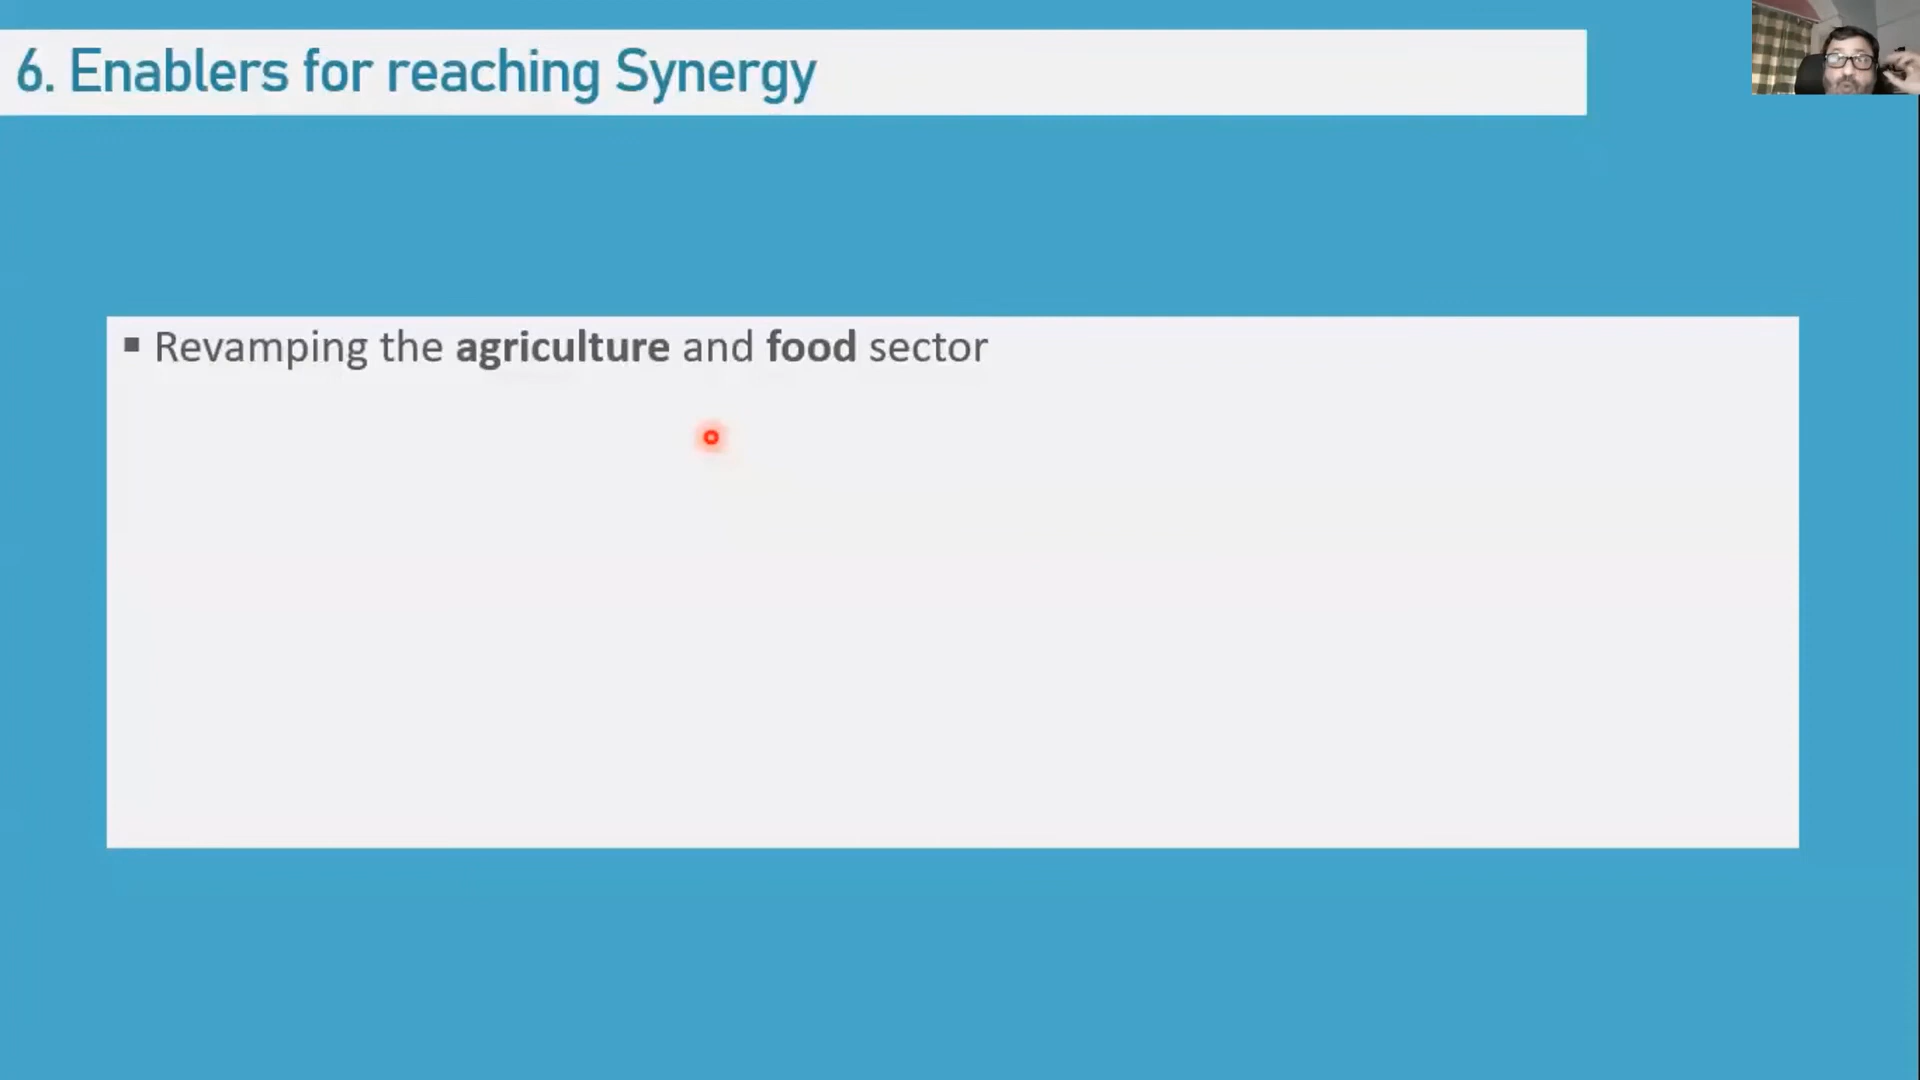 6. Enablers for reaching Synergy
▪ Revamping the agriculture and food sector